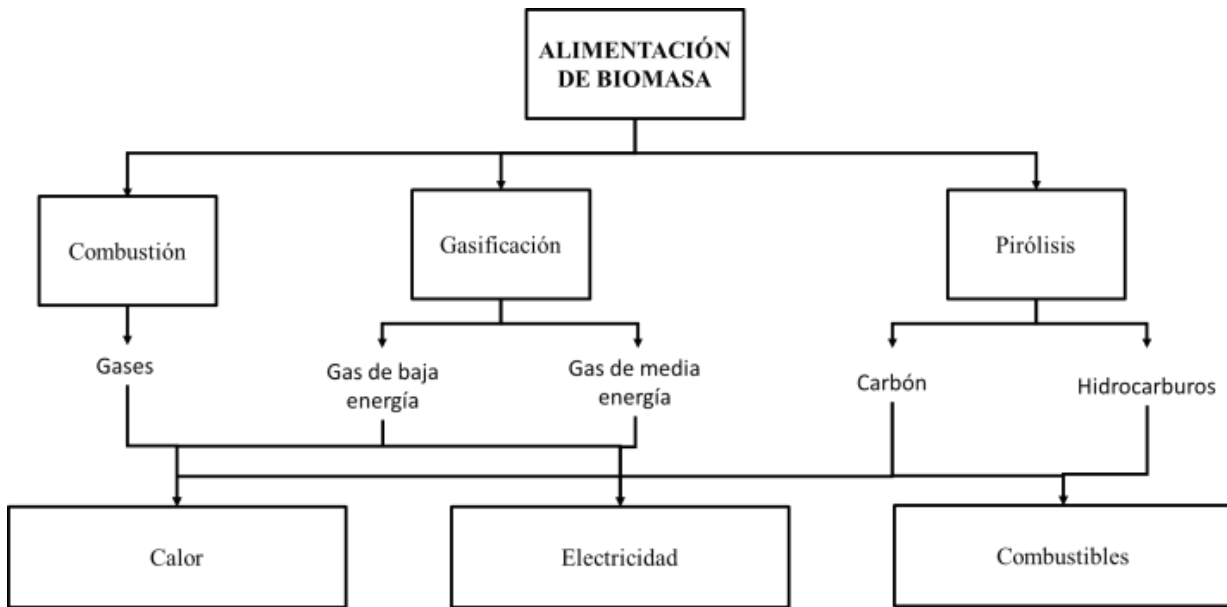 ALIMENTACIÓN
DE BIOMASA
Combustión
Gasificación
Pirólisis
Gases
Gas de baja
energía
Gas de media
energía
Carbón
Hidrocarburos
Calor
Electricidad
Combustibles